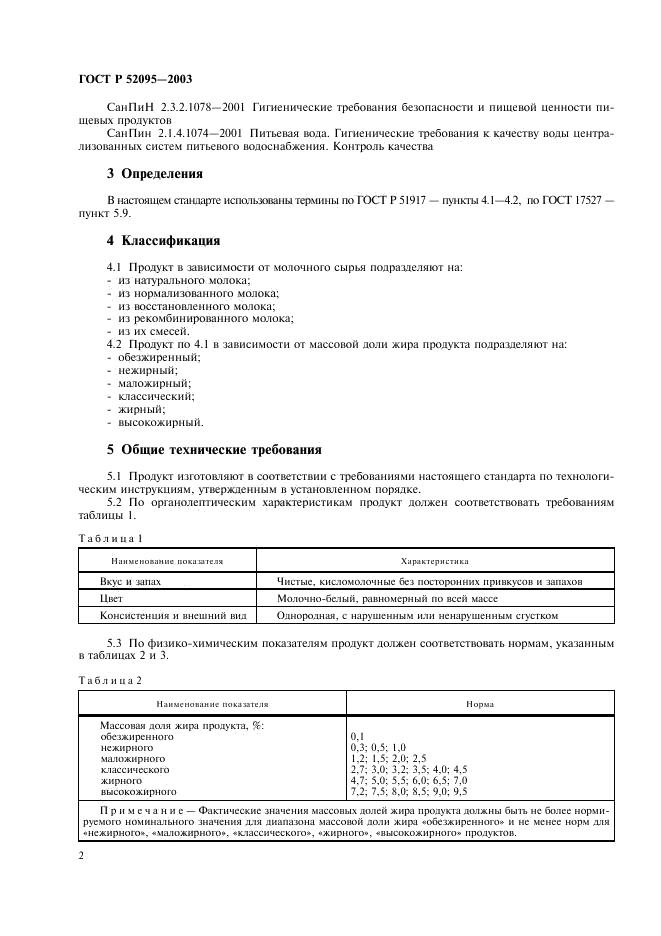 ГОСТ Р 52095—2003
СанПиН 2.3.2.1078—2001 Гигиенические требования безопасности и пищевой ценности пи-
щевых продуктов
СанПин 2.1.4.1074—2001 Питьевая вода. Гигиенические требования к качеству воды центра-
лизованных систем питьевого водоснабжения. Контроль качества
3 Определения
В настоящем стандарте использованы термины по ГОСТ Р 51917 — пункты 4.1—4.2, по ГОСТ 17527 —
пункт 5.9.
4 Классификация
4.1 Продукт в зависимости от молочного сырья подразделяют на:
- из натурального молока;
- из нормализованного молока;
- из восстановленного молока;
- из рекомбинированного молока;
- из их смесей.
4.2 Продукт по 4.1 в зависимости от массовой доли жира продукта подразделяют на:
- обезжиренный;
- нежирный;
- маложирный;
- классический;
- жирный;
- высокожирный.
5 Общие технические требования
5.1 Продукт изготовляют в соответствии с требованиями настоящего стандарта по технологи-
ческим инструкциям, утвержденным в установленном порядке.
5.2 По органолептическим характеристикам продукт должен соответствовать требованиям
таблицы 1.
Таблица 1
Наименование показателя Характеристика
Вкус и запах Чистые, кисломолочные без посторонних привкусов и запахов
Цвет Молочно-белый, равномерный по всей массе
Консистенция и внешний вид Однородная, с нарушенным или ненарушенным сгустком
5.3 По физико-химическим показателям продукт должен соответствовать нормам, указанным
в таблицах 2 и 3.
Таблица 2
Наименование показателя Норма
Массовая доля жира продукта, %:
обезжиренного 0,1
нежирного 0,3; 0,5; 1,0
маложирного 1,2; 1,5; 2,0; 2,5
классического 2,7; 3,0; 3,2; 3,5; 4,0; 4,5
жирного 4,7; 5,0; 5,5; 6,0; 6,5; 7,0
высокожирного 7,2; 7,5; 8,0; 8,5; 9,0; 9,5
Примечание — Фактические значения массовых долей жира продукта должны быть не более норми-
руемого номинального значения для диапазона массовой доли жира «обезжиренного» и не менее норм для
«нежирного», «маложирного», «классического», «жирного», «высокожирного» продуктов.
2